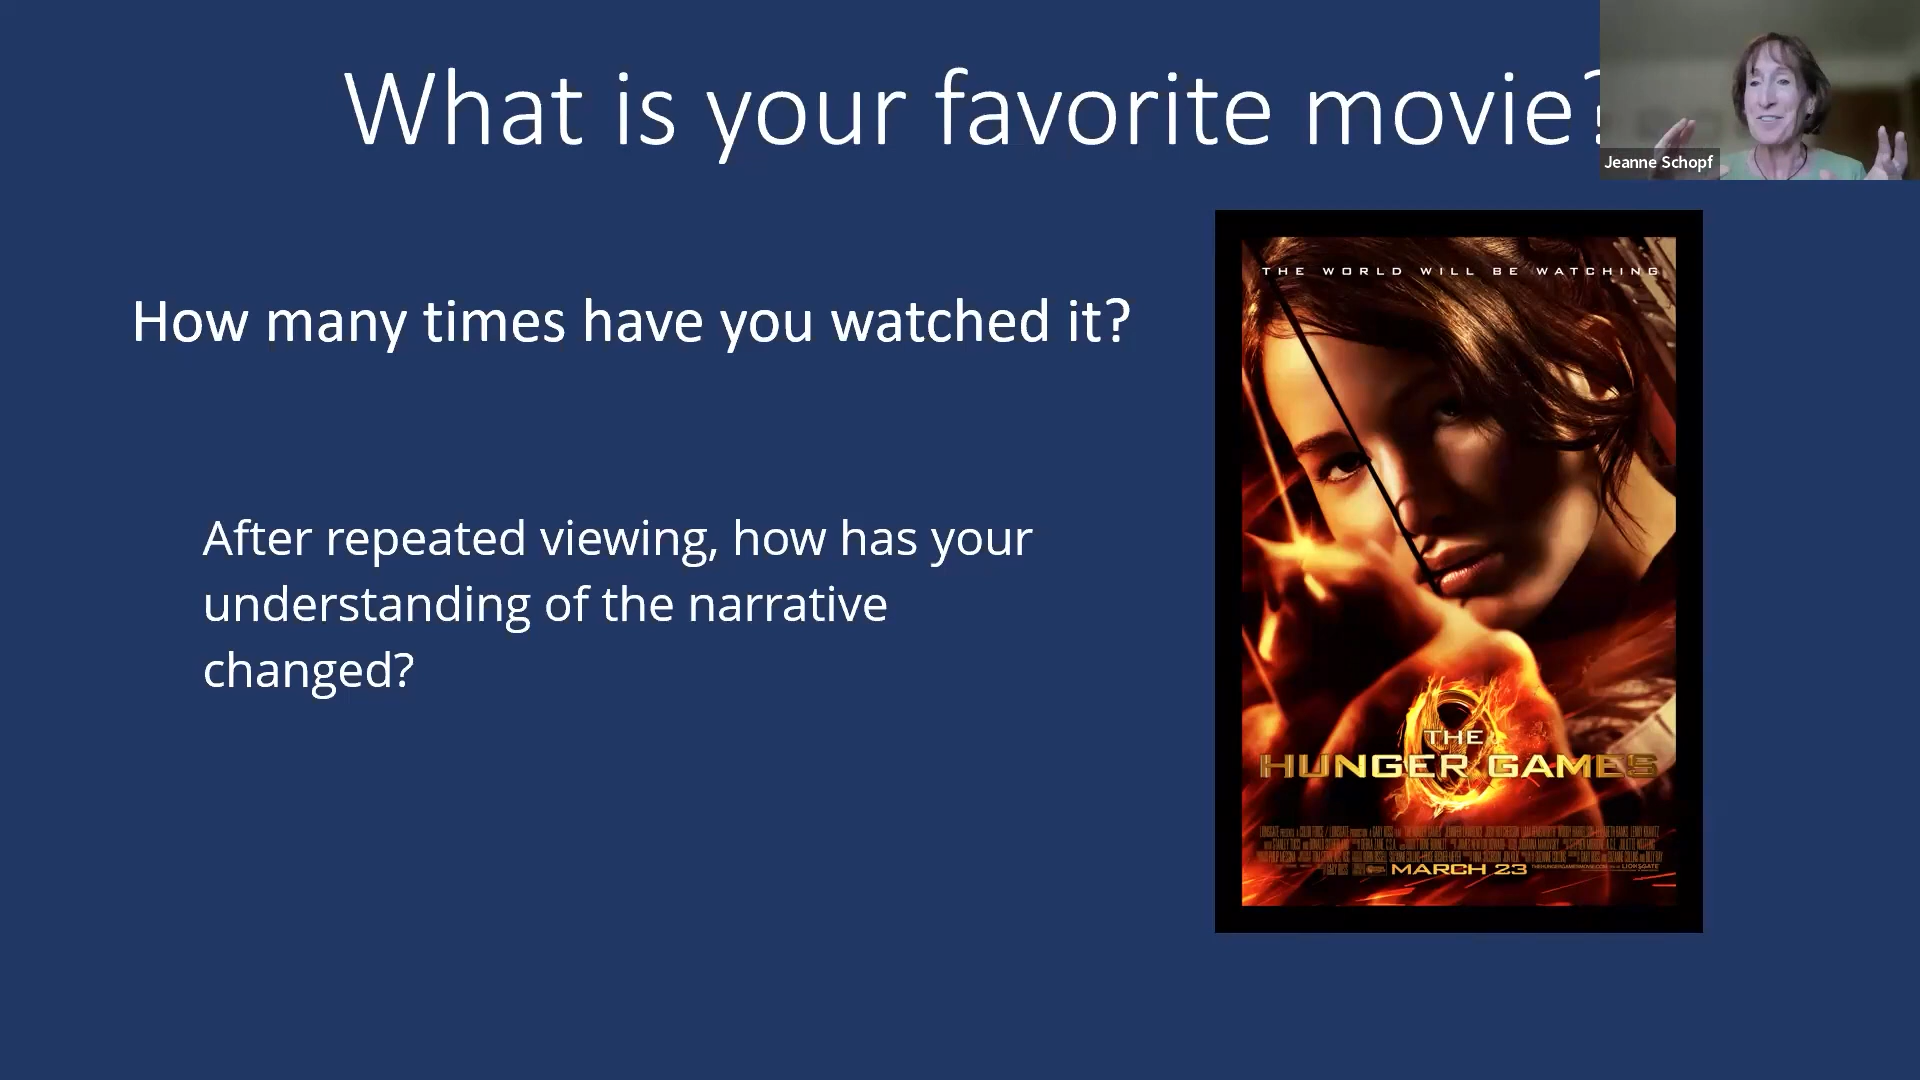 What is your favorite movie?
Jeanne Schopf
How many times have you watched it?
After repeated viewing, how has your
understanding of the narrative
changed?
THE WORLD WILL BE WATCHING
THE
HUNGER GAMES
MARCH 23